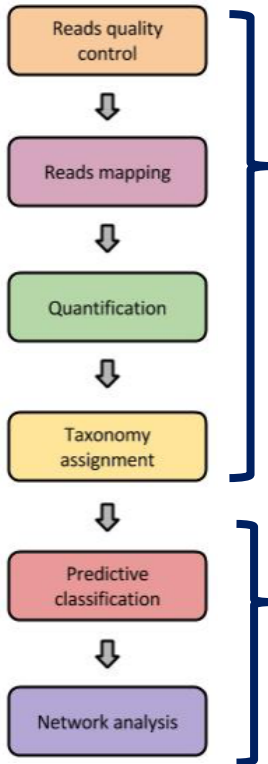 Reads quality
control
Reads mapping
Quantification
Taxonomy
assignment
Predictive
classification
Network analysis